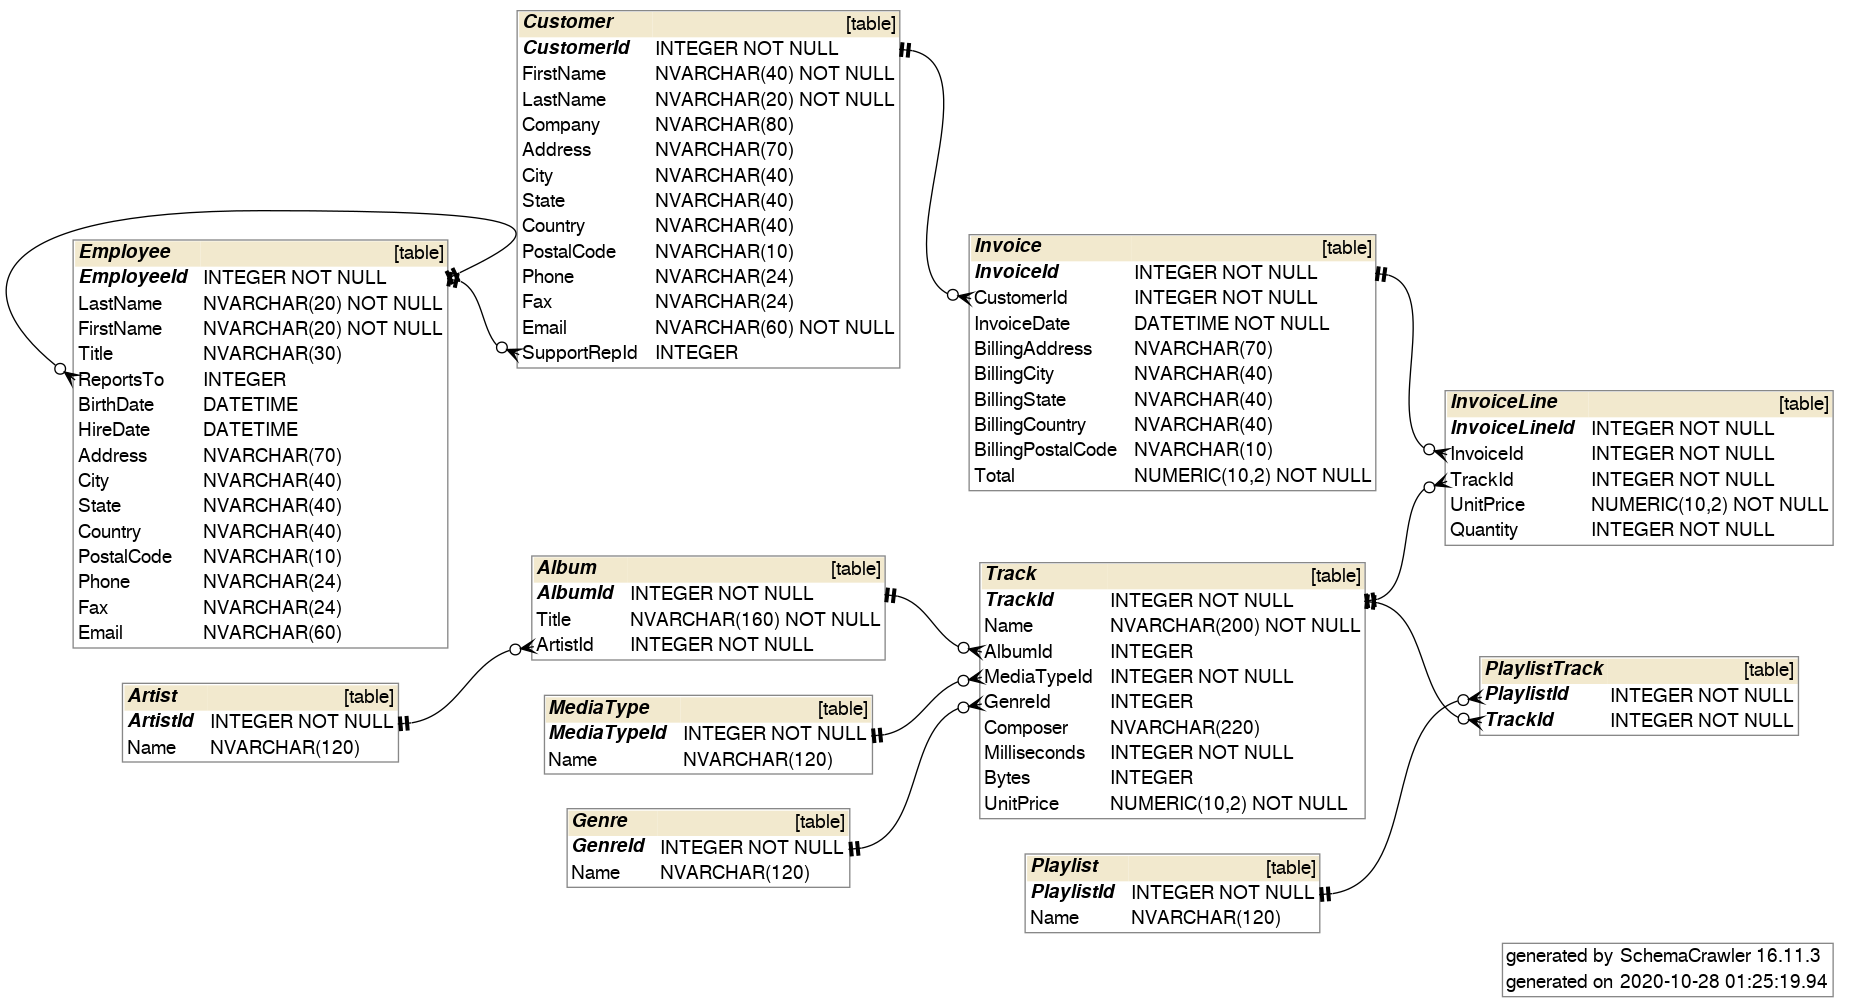 Customer [table]
CustomerId INTEGER NOT NULL
FirstName NVARCHAR(40) NOT NULL
LastName NVARCHAR(20) NOT NULL
Company NVARCHAR(80)
Address NVARCHAR(70)
City NVARCHAR(40)
State NVARCHAR(40)
Country NVARCHAR(40)
PostalCode NVARCHAR(10)
Phone NVARCHAR(24)
Fax NVARCHAR(24)
Email NVARCHAR(60) NOT NULL
SupportRepId INTEGER
Employee [table]
EmployeeId INTEGER NOT NULL
LastName NVARCHAR(20) NOT NULL
FirstName NVARCHAR(20) NOT NULL
Title NVARCHAR(30)
ReportsTo INTEGER
BirthDate DATETIME
HireDate DATETIME
Address NVARCHAR(70)
City NVARCHAR(40)
State NVARCHAR(40)
Country NVARCHAR(40)
PostalCode NVARCHAR(10)
Phone NVARCHAR(24)
Fax NVARCHAR(24)
Email NVARCHAR(60)
Invoice [table]
InvoiceId INTEGER NOT NULL
CustomerId INTEGER NOT NULL
InvoiceDate DATETIME NOT NULL
BillingAddress NVARCHAR(70)
BillingCity NVARCHAR(40)
BillingState NVARCHAR(40)
BillingCountry NVARCHAR(40)
BillingPostalCode NVARCHAR(10)
Total NUMERIC(10,2) NOT NULL
InvoiceLine [table]
InvoiceLineId INTEGER NOT NULL
InvoiceId INTEGER NOT NULL
TrackId INTEGER NOT NULL
UnitPrice NUMERIC(10,2) NOT NULL
Quantity INTEGER NOT NULL
Album [table]
AlbumId INTEGER NOT NULL
Title NVARCHAR(160) NOT NULL
ArtistId INTEGER NOT NULL
Track [table]
TrackId INTEGER NOT NULL
Name NVARCHAR(200) NOT NULL
AlbumId INTEGER
MediaTypeId INTEGER NOT NULL
GenreId INTEGER
Composer NVARCHAR(220)
Milliseconds INTEGER NOT NULL
Bytes INTEGER
UnitPrice NUMERIC(10,2) NOT NULL
PlaylistTrack [table]
PlaylistId INTEGER NOT NULL
TrackId INTEGER NOT NULL
Artist [table]
ArtistId INTEGER NOT NULL
Name NVARCHAR(120)
MediaType [table]
MediaTypeId INTEGER NOT NULL
Name NVARCHAR(120)
Genre [table]
GenreId INTEGER NOT NULL
Name NVARCHAR(120)
Playlist [table]
PlaylistId INTEGER NOT NULL
Name NVARCHAR(120)
generated by SchemaCrawler 16.11.3
generated on 2020-10-28 01:25:19.94